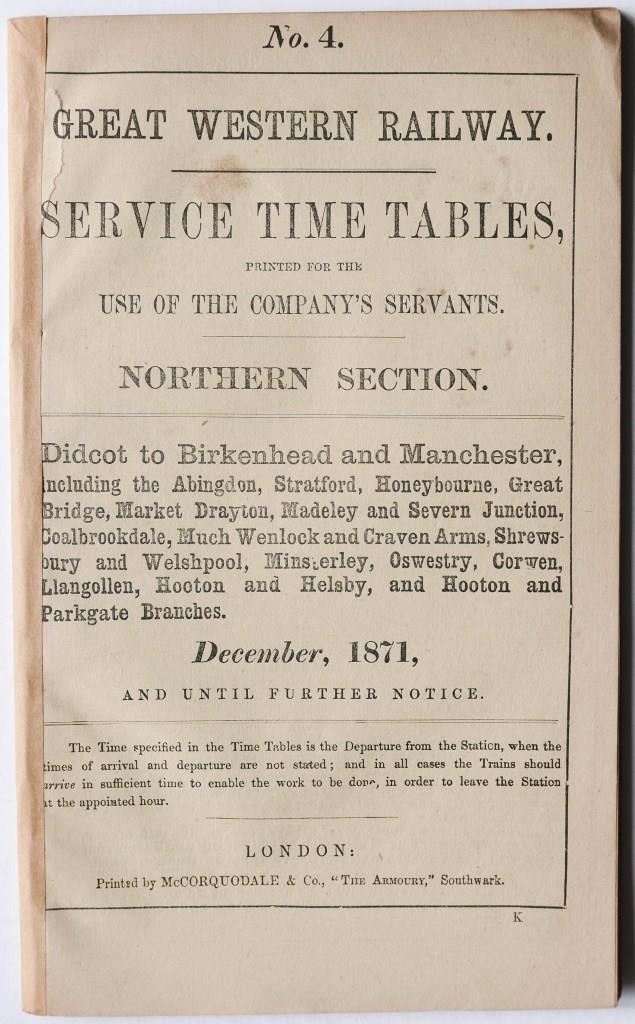 No. 4.
GREAT WESTERN RAILWAY.
SERVICE TIME TABLES,
PRINTED FOR THE
USE OF THE COMPANY'S SERVANTS.
NORTHERN SECTION.
Didcot to Birkenhead and Manchester,
including the Abingdon, Stratford, Honeybourne, Great
Bridge, Market Drayton, Madeley and Severn Junction,
Coalbrookdale, Much Wenlock and Craven Arms, Shrews-
bury and Welshpool, Minsterley, Oswestry, Corwen,
Llangollen, Hooton and Helsby, and Hooton and
Parkgate Branches.
December, 1871,
AND UNTIL FURTHER NOTICE.
The Time specified in the Time Tables is the Departure from the Station, when the
times of arrival and departure are not stated; and in all cases the Trains should
arrive in sufficient time to enable the work to be done, in order to leave the Station
at the appointed hour.
LONDON:
Printed by McCORQUODALE & Co., "THE ARMOURY," Southwark.
K